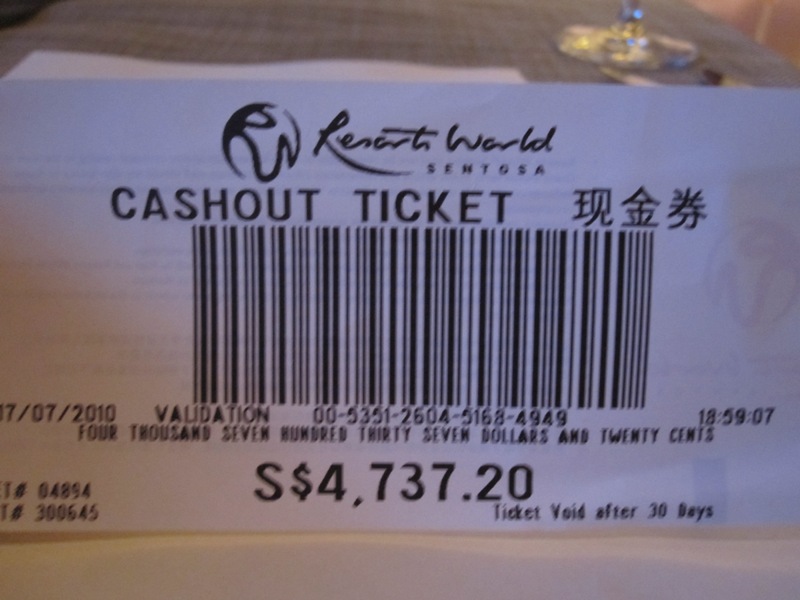 Resorts World
SENTOSA
CASHOUT TICKET 现金券
17/07/2010 VALIDATION 00-5351-2604-5168-4949 18:59:07
FOUR THOUSAND SEVEN HUNDRED THIRTY SEVEN DOLLARS AND TWENTY CENTS
S$4,737.20
T# 04894
T# 300645 Ticket Void after 30 Days